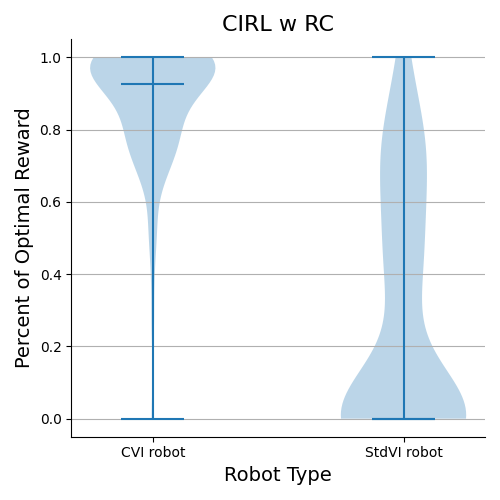 CIRL w RC
Percent of Optimal Reward
1.0
0.8
0.6
0.4
0.2
0.0
CVI robot
StdVI robot
Robot Type